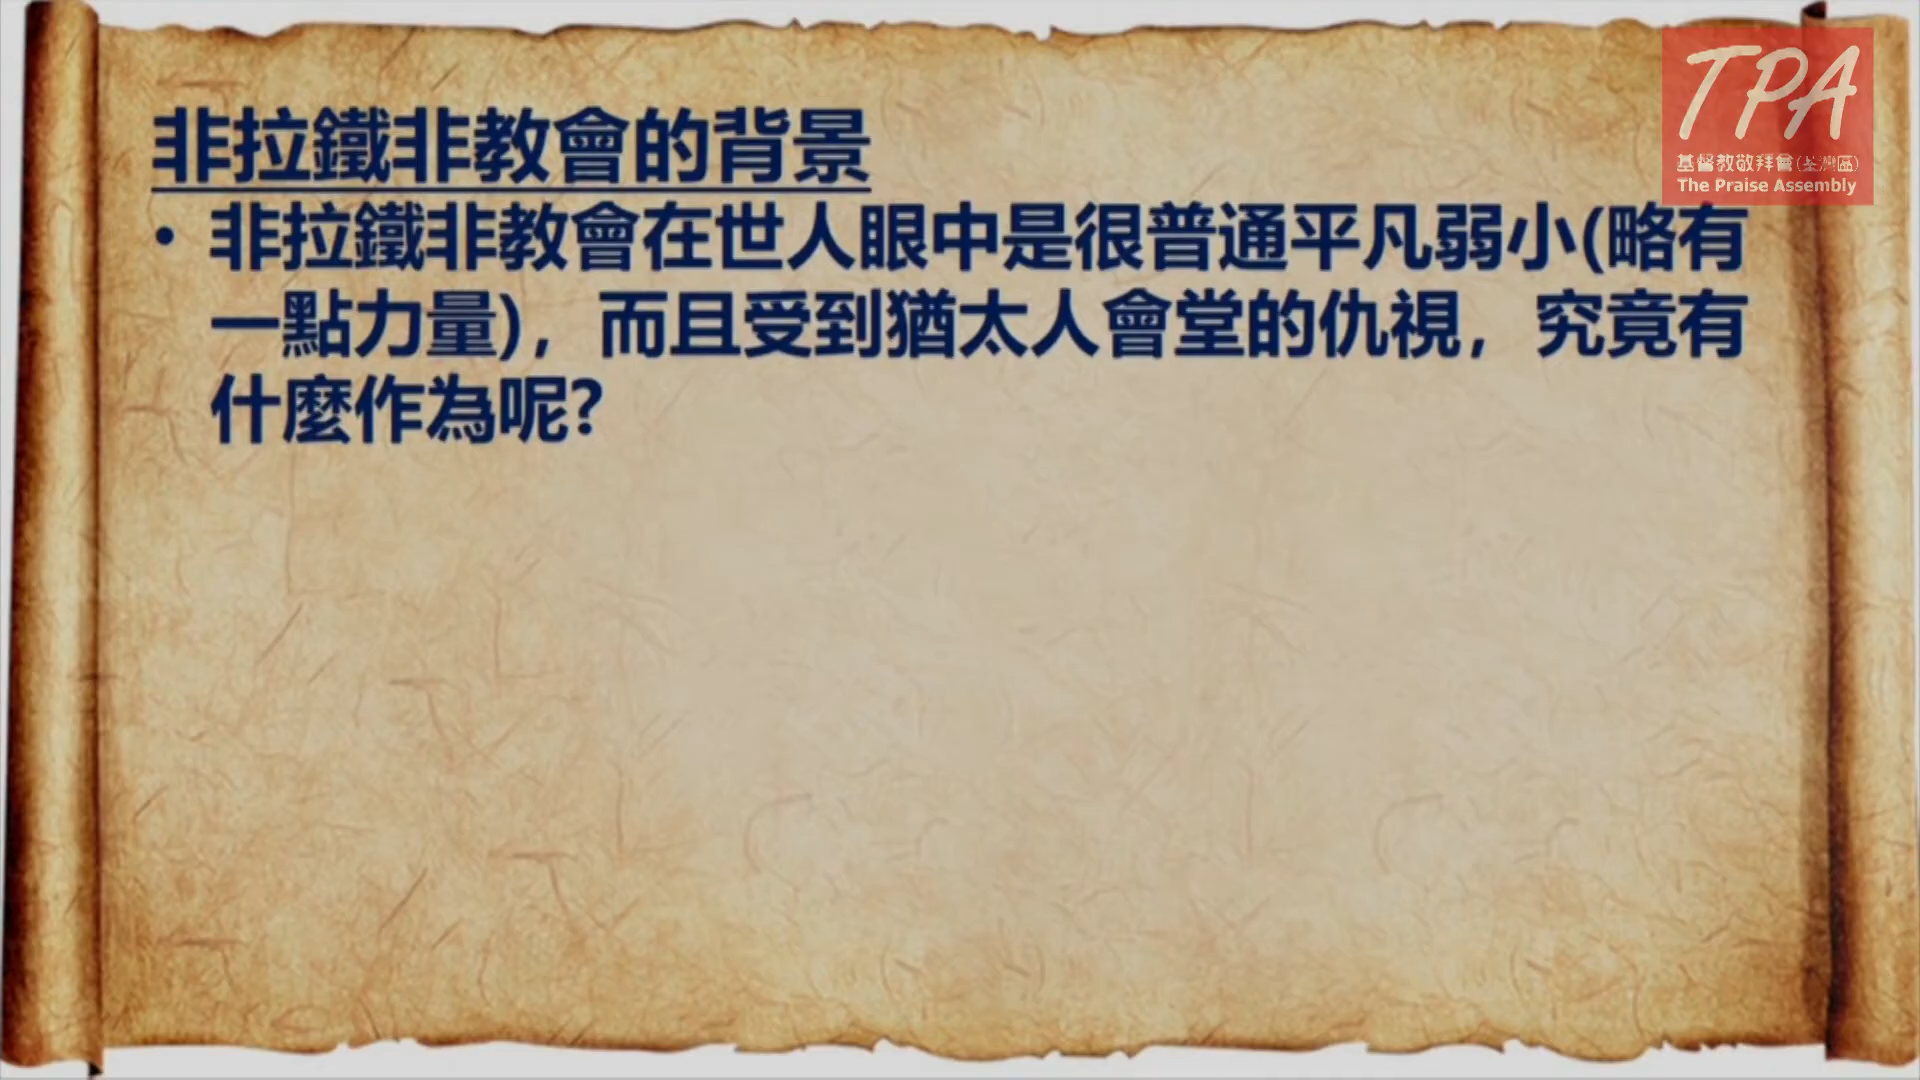 TPA
基督教敬拜會(荃灣區)
The Praise Assembly
非拉鐵非教會的背景
• 非拉鐵非教會在世人眼中是很普通平凡弱小(略有
一點力量)，而且受到猶太人會堂的仇視，究竟有
什麼作為呢?